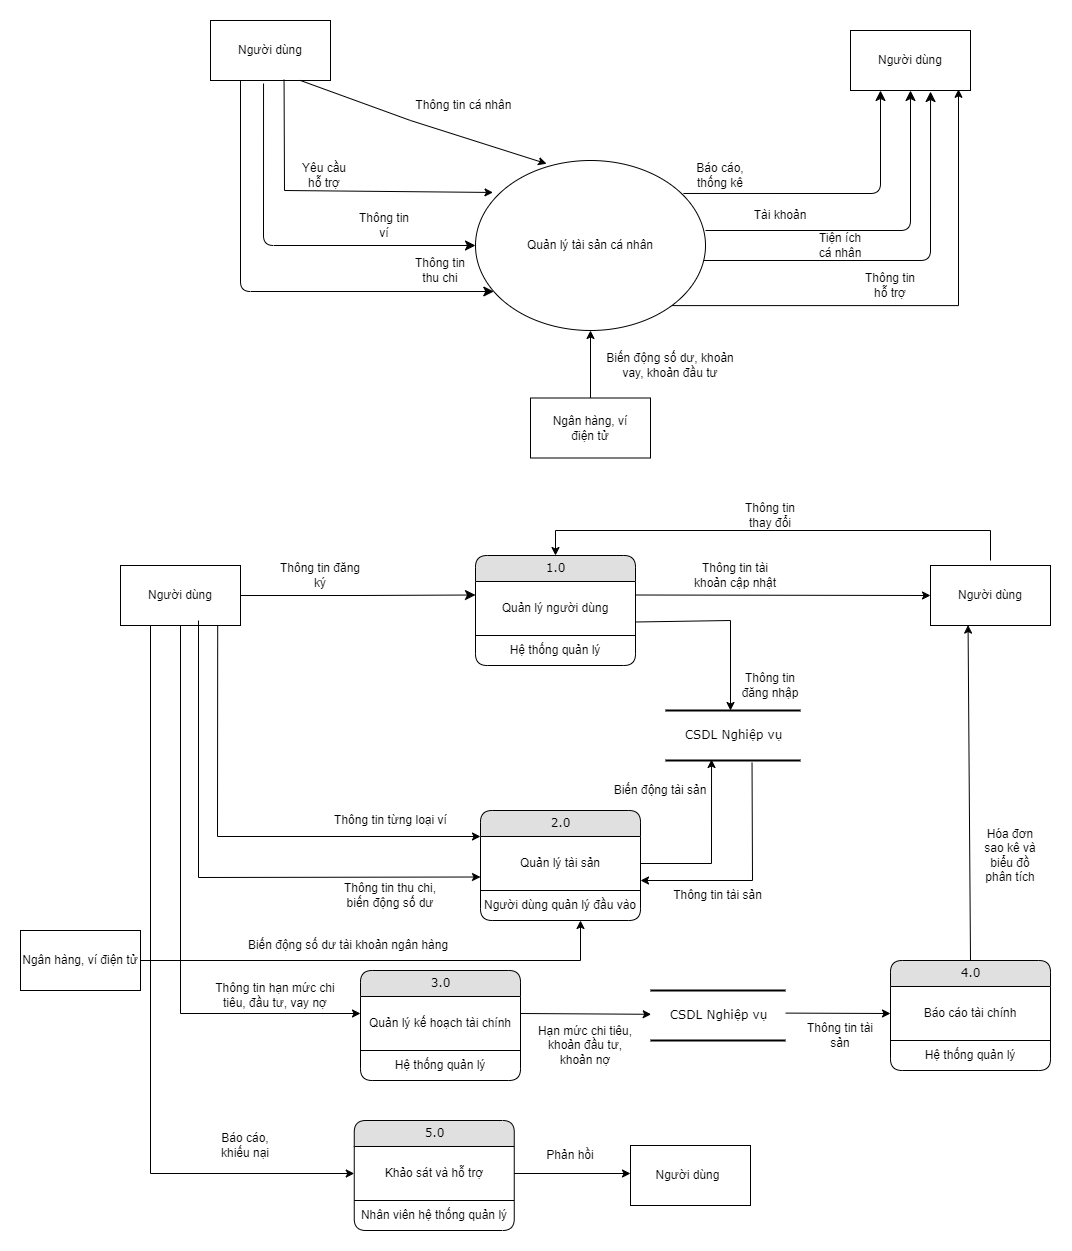 Người dùng
Người dùng
Thông tin cá nhân
Yêu cầu
hỗ trợ
Báo cáo,
thống kê
Thông tin
ví
Tài khoản
Quản lý tài sản cá nhân
Tiện ích
cá nhân
Thông tin
thu chi
Thông tin
hỗ trợ
Biến động số dư, khoản
vay, khoản đầu tư
Ngân hàng, ví
điện tử
Thông tin
thay đổi
Thông tin đăng
ký
1.0
Thông tin tài
khoản cập nhật
Người dùng
Quản lý người dùng
Người dùng
Hệ thống quản lý
Thông tin
đăng nhập
CSDL Nghiệp vụ
Biến động tài sản
Thông tin từng loại ví
2.0
Quản lý tài sản
Hóa đơn
sao kê và
biểu đồ
phân tích
Thông tin thu chi,
biến động số dư
Người dùng quản lý đầu vào
Thông tin tài sản
Biến động số dư tài khoản ngân hàng
Ngân hàng, ví điện tử
Thông tin hạn mức chi
tiêu, đầu tư, vay nợ
3.0
Quản lý kế hoạch tài chính
Hệ thống quản lý
Hạn mức chi tiêu,
khoản đầu tư,
khoản nợ
CSDL Nghiệp vụ
Thông tin tài
sản
4.0
Báo cáo tài chính
Hệ thống quản lý
Báo cáo,
khiếu nại
5.0
Khảo sát và hỗ trợ
Nhân viên hệ thống quản lý
Phản hồi
Người dùng